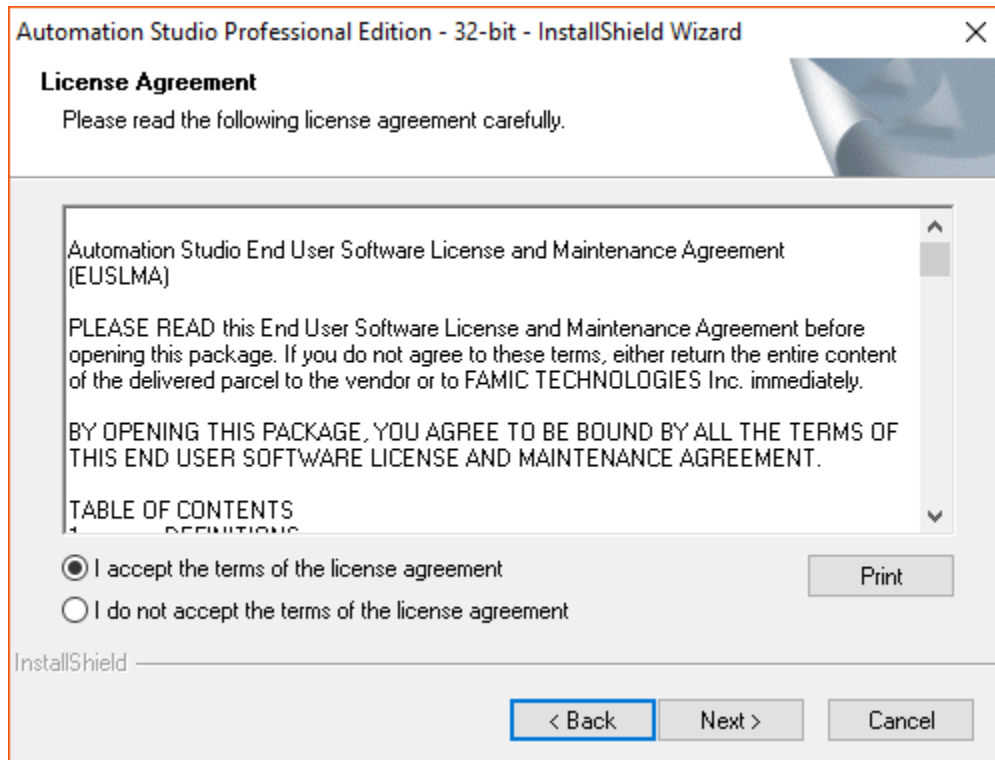 Automation Studio Professional Edition - 32-bit - InstallShield Wizard
License Agreement
Please read the following license agreement carefully.
Automation Studio End User Software License and Maintenance Agreement
(EUSLMA)
PLEASE READ this End User Software License and Maintenance Agreement before
opening this package. If you do not agree to these terms, either return the entire content
of the delivered parcel to the vendor or to FAMIC TECHNOLOGIES Inc. immediately.
BY OPENING THIS PACKAGE, YOU AGREE TO BE BOUND BY ALL THE TERMS OF
THIS END USER SOFTWARE LICENSE AND MAINTENANCE AGREEMENT.
TABLE OF CONTENTS
I accept the terms of the license agreement
Print
I do not accept the terms of the license agreement
InstallShield
< Back
Next >
Cancel